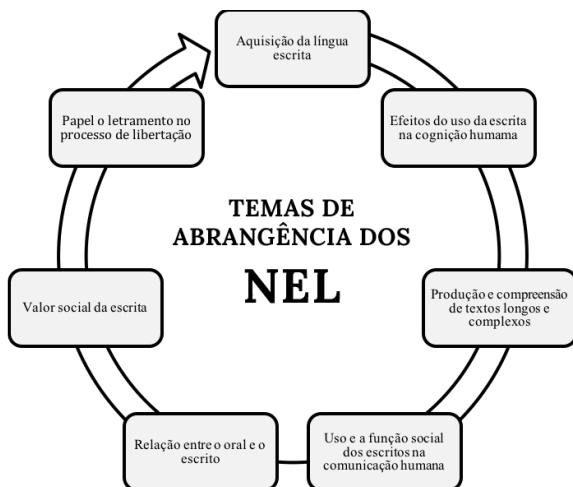 Aquisição da língua
escrita
Efeitos do uso da escrita
na cognição humama
Produção e compreensão
de textos longos e
complexos
Uso e a função social
dos escritos na
comunicação humana
Relação entre o oral e o
escrito
Valor social da escrita
Papel o letramento no
processo de libertação
TEMAS DE
ABRANGÊNCIA DOS
NEL